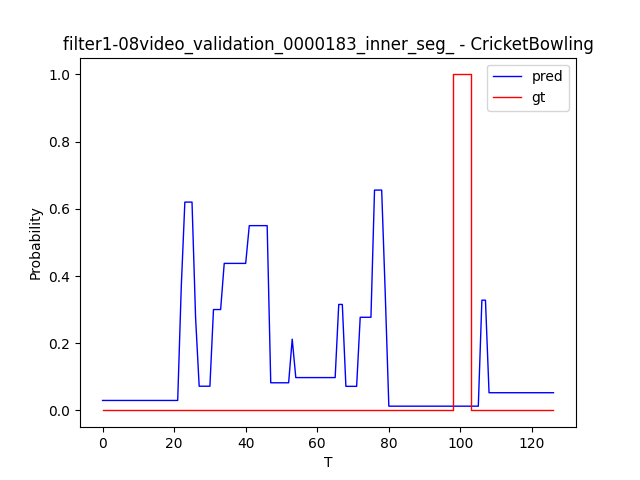 filter1-08video_validation_0000183_inner_seg_ - CricketBowling
pred
gt
1.0
0.8
0.6
0.4
0.2
0.0
Probability
0
20
40
60
80
100
120
T